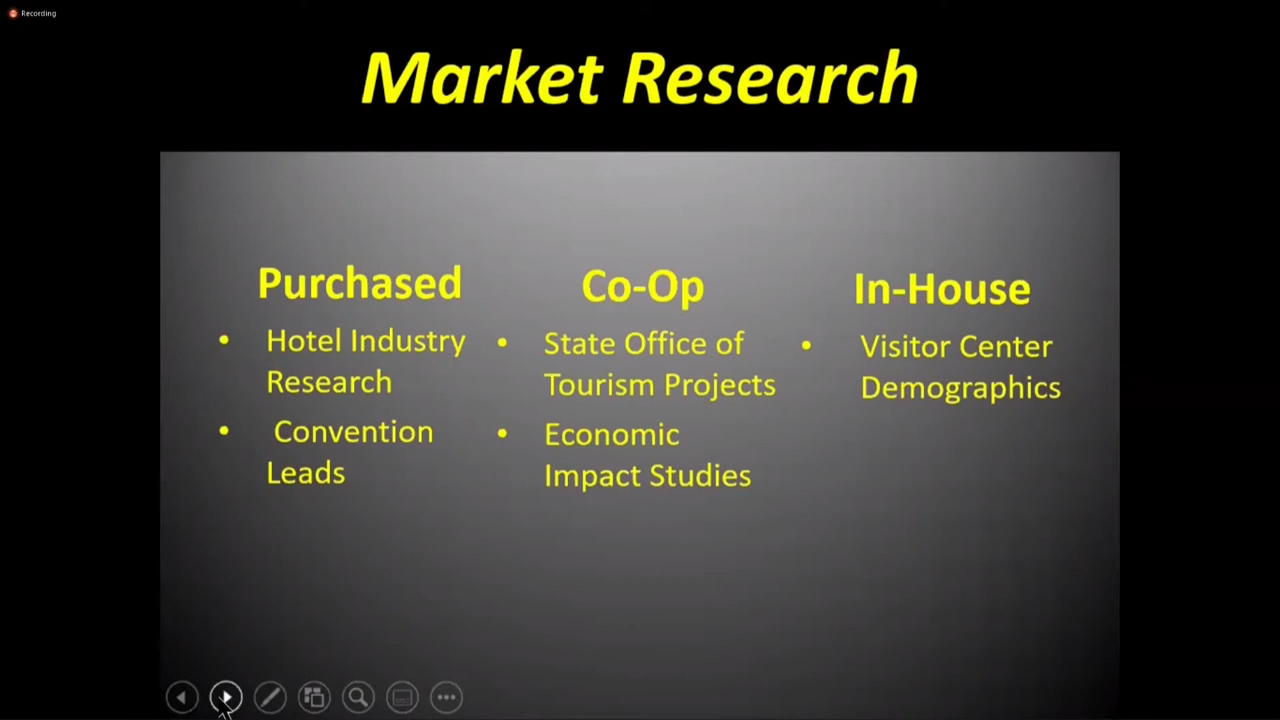 Recording
Market Research
Purchased
• Hotel Industry
Research
• Convention
Leads
Co-Op
• State Office of
Tourism Projects
• Economic
Impact Studies
In-House
• Visitor Center
Demographics